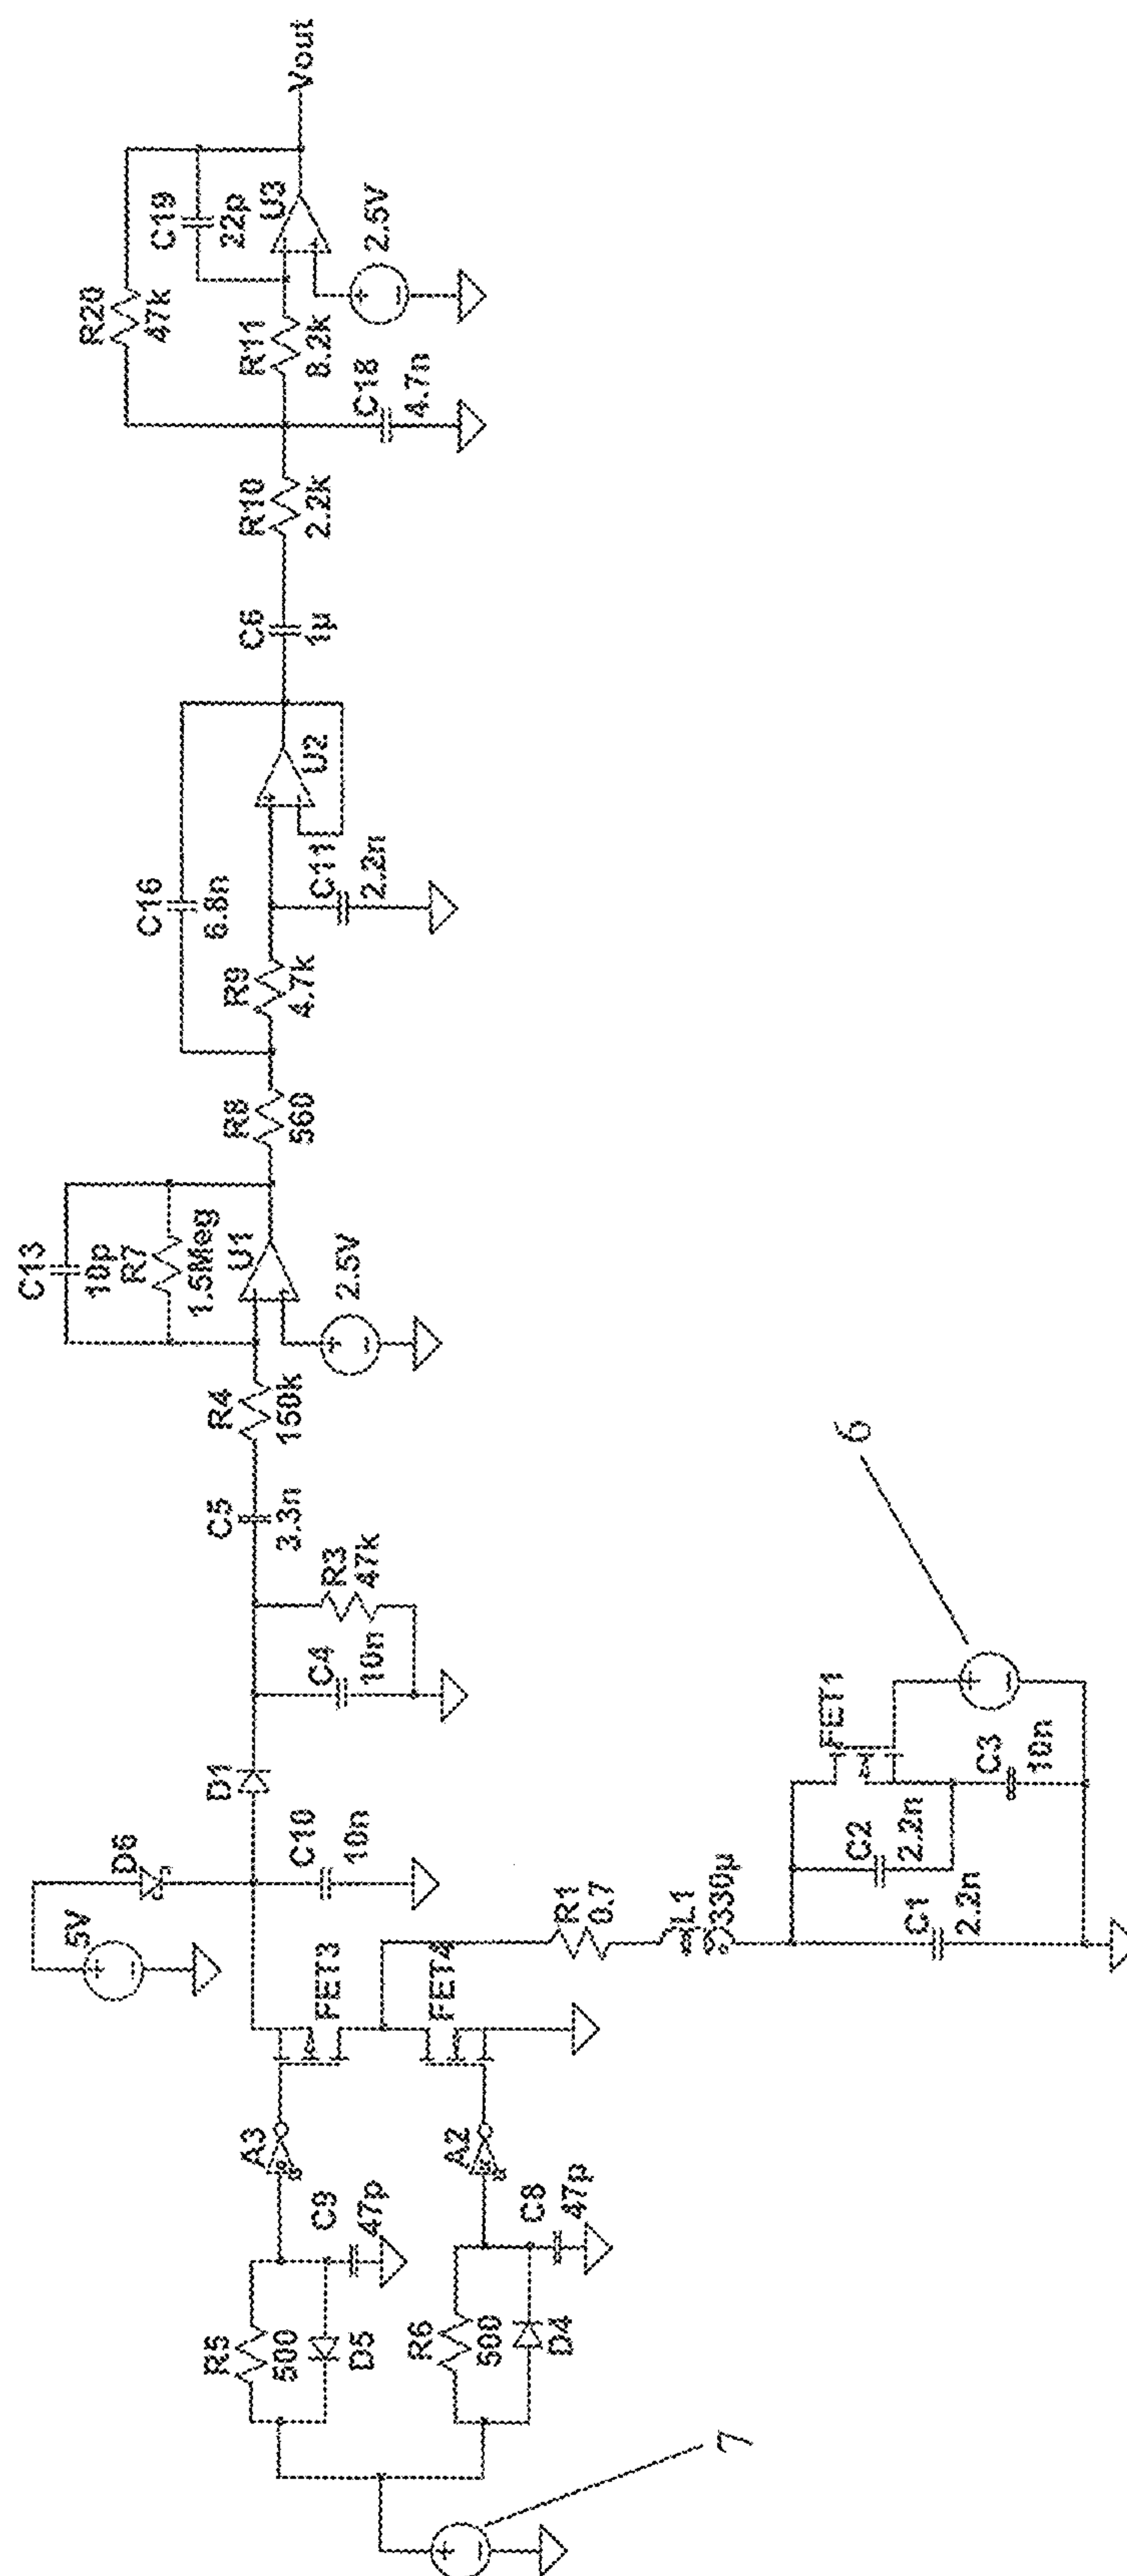 7
R5
500
D5
C9
47p
A3
R6
500
D4
C8
47p
A2
FET3
FET4
5V
D6
C10
10n
D1
R1
0.7
L1
330µ
C1
2.2n
C2
2.2n
FET1
C3
10n
6
C4
10n
R3
47k
C5
3.3n
R4
150k
C13
10p
R7
1.5Meg
U1
2.5V
R8
560
R9
4.7k
C16
6.8n
C11
2.2n
U2
C6
1µ
R10
2.2k
C18
4.7n
R11
8.2k
R20
47k
C19
22p
U3
2.5V
Vout